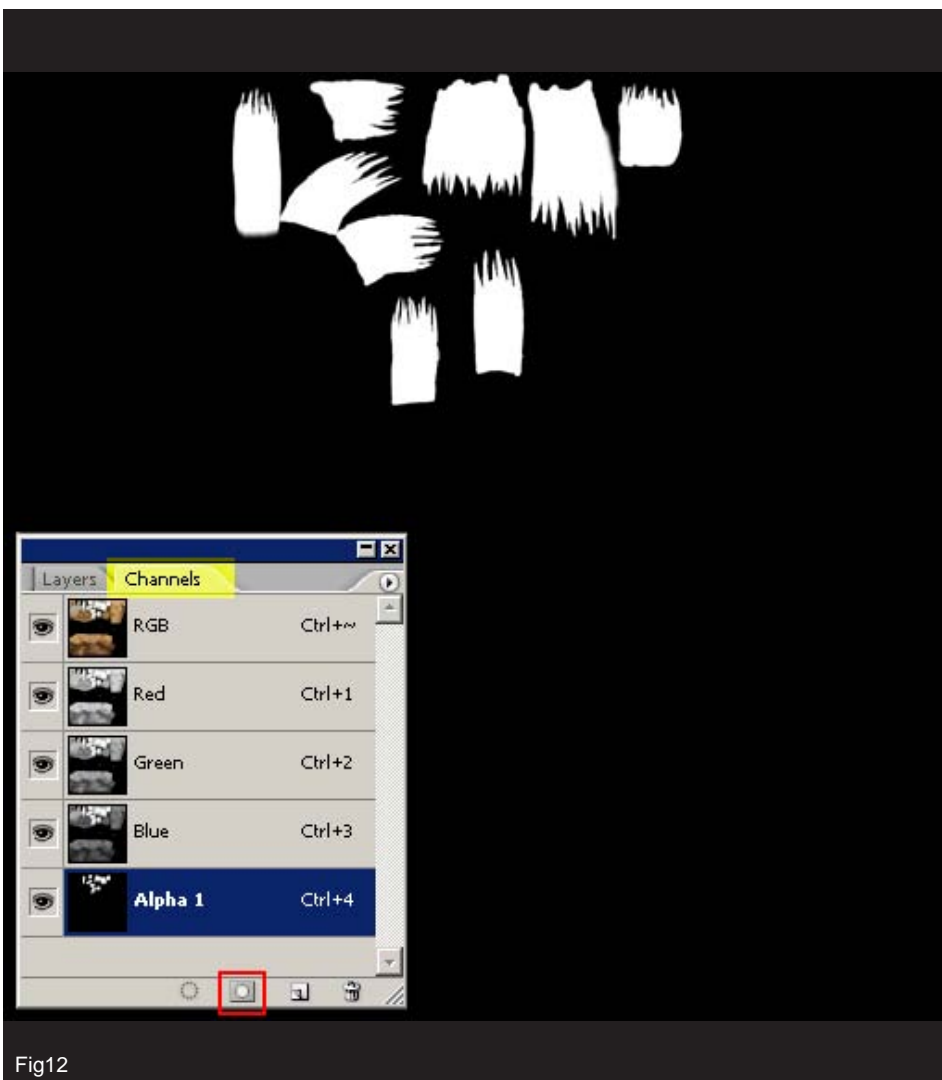 Layers Channels
RGB Ctrl+~
Red Ctrl+1
Green Ctrl+2
Blue Ctrl+3
Alpha 1 Ctrl+4
Fig12